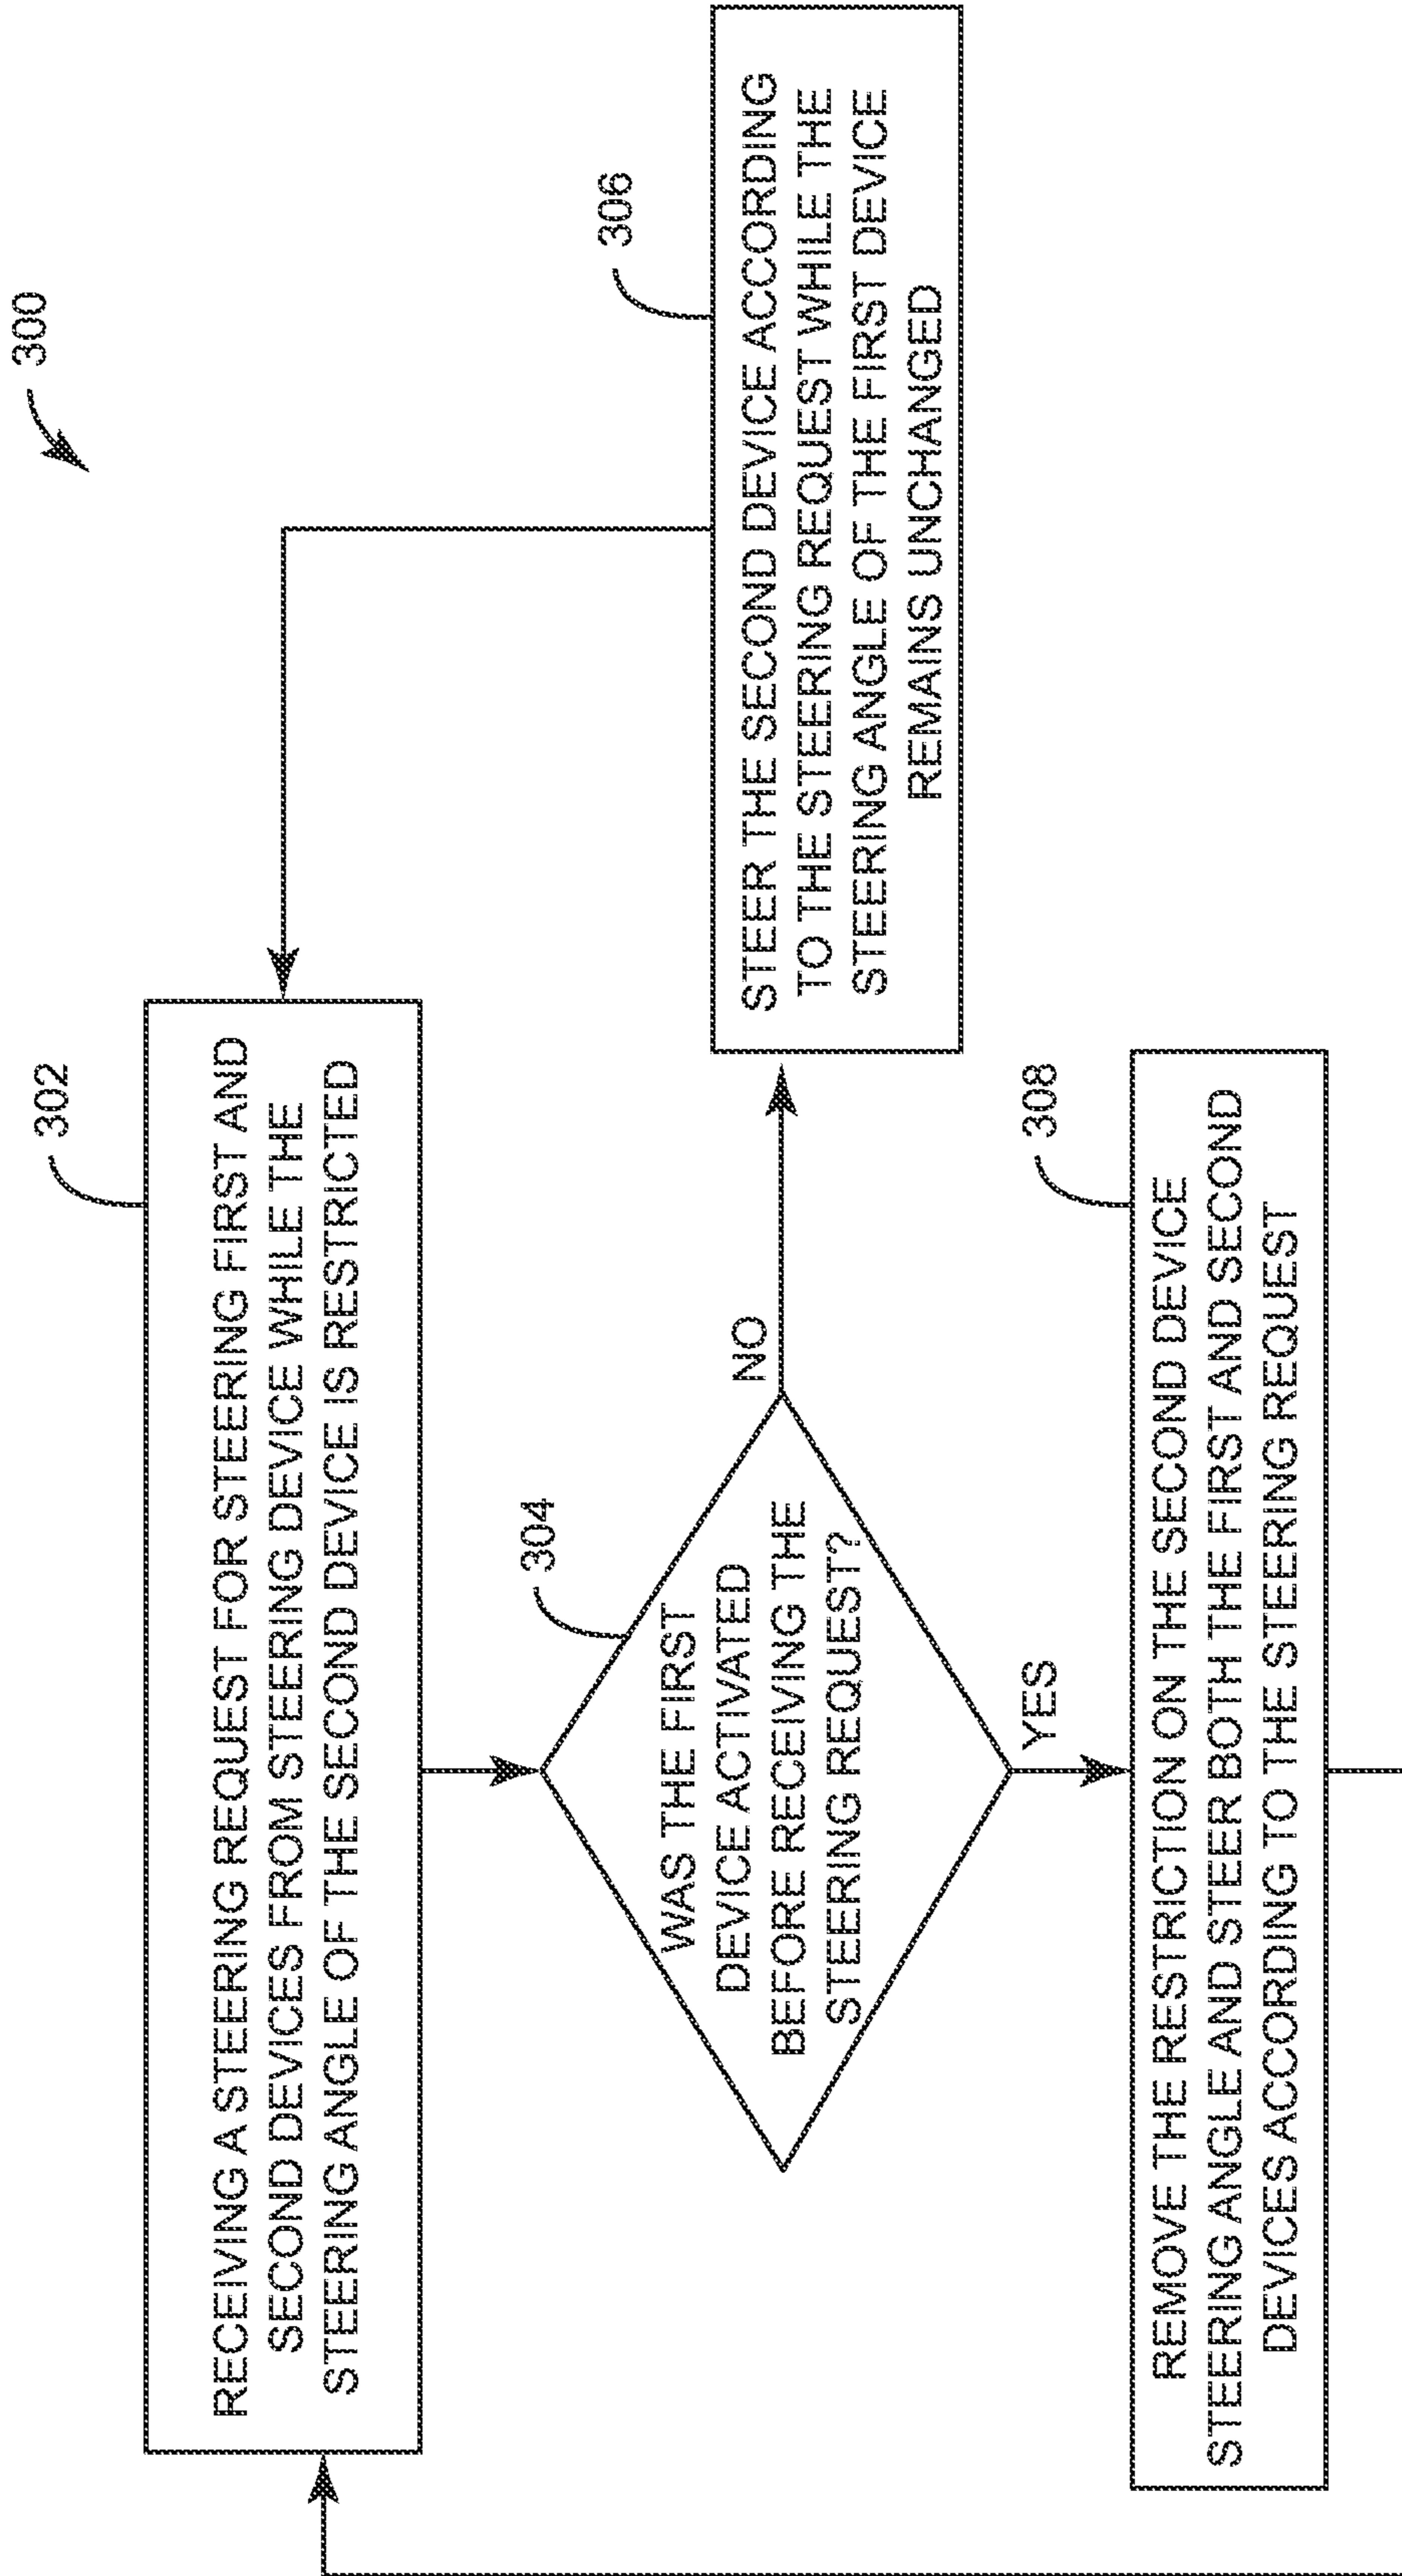 300
302
RECEIVING A STEERING REQUEST FOR STEERING FIRST AND
SECOND DEVICES FROM STEERING DEVICE WHILE THE
STEERING ANGLE OF THE SECOND DEVICE IS RESTRICTED
304
WAS THE FIRST
DEVICE ACTIVATED
BEFORE RECEIVING THE
STEERING REQUEST?
NO
306
STEER THE SECOND DEVICE ACCORDING
TO THE STEERING REQUEST WHILE THE
STEERING ANGLE OF THE FIRST DEVICE
REMAINS UNCHANGED
YES
308
REMOVE THE RESTRICTION ON THE SECOND DEVICE
STEERING ANGLE AND STEER BOTH THE FIRST AND SECOND
DEVICES ACCORDING TO THE STEERING REQUEST